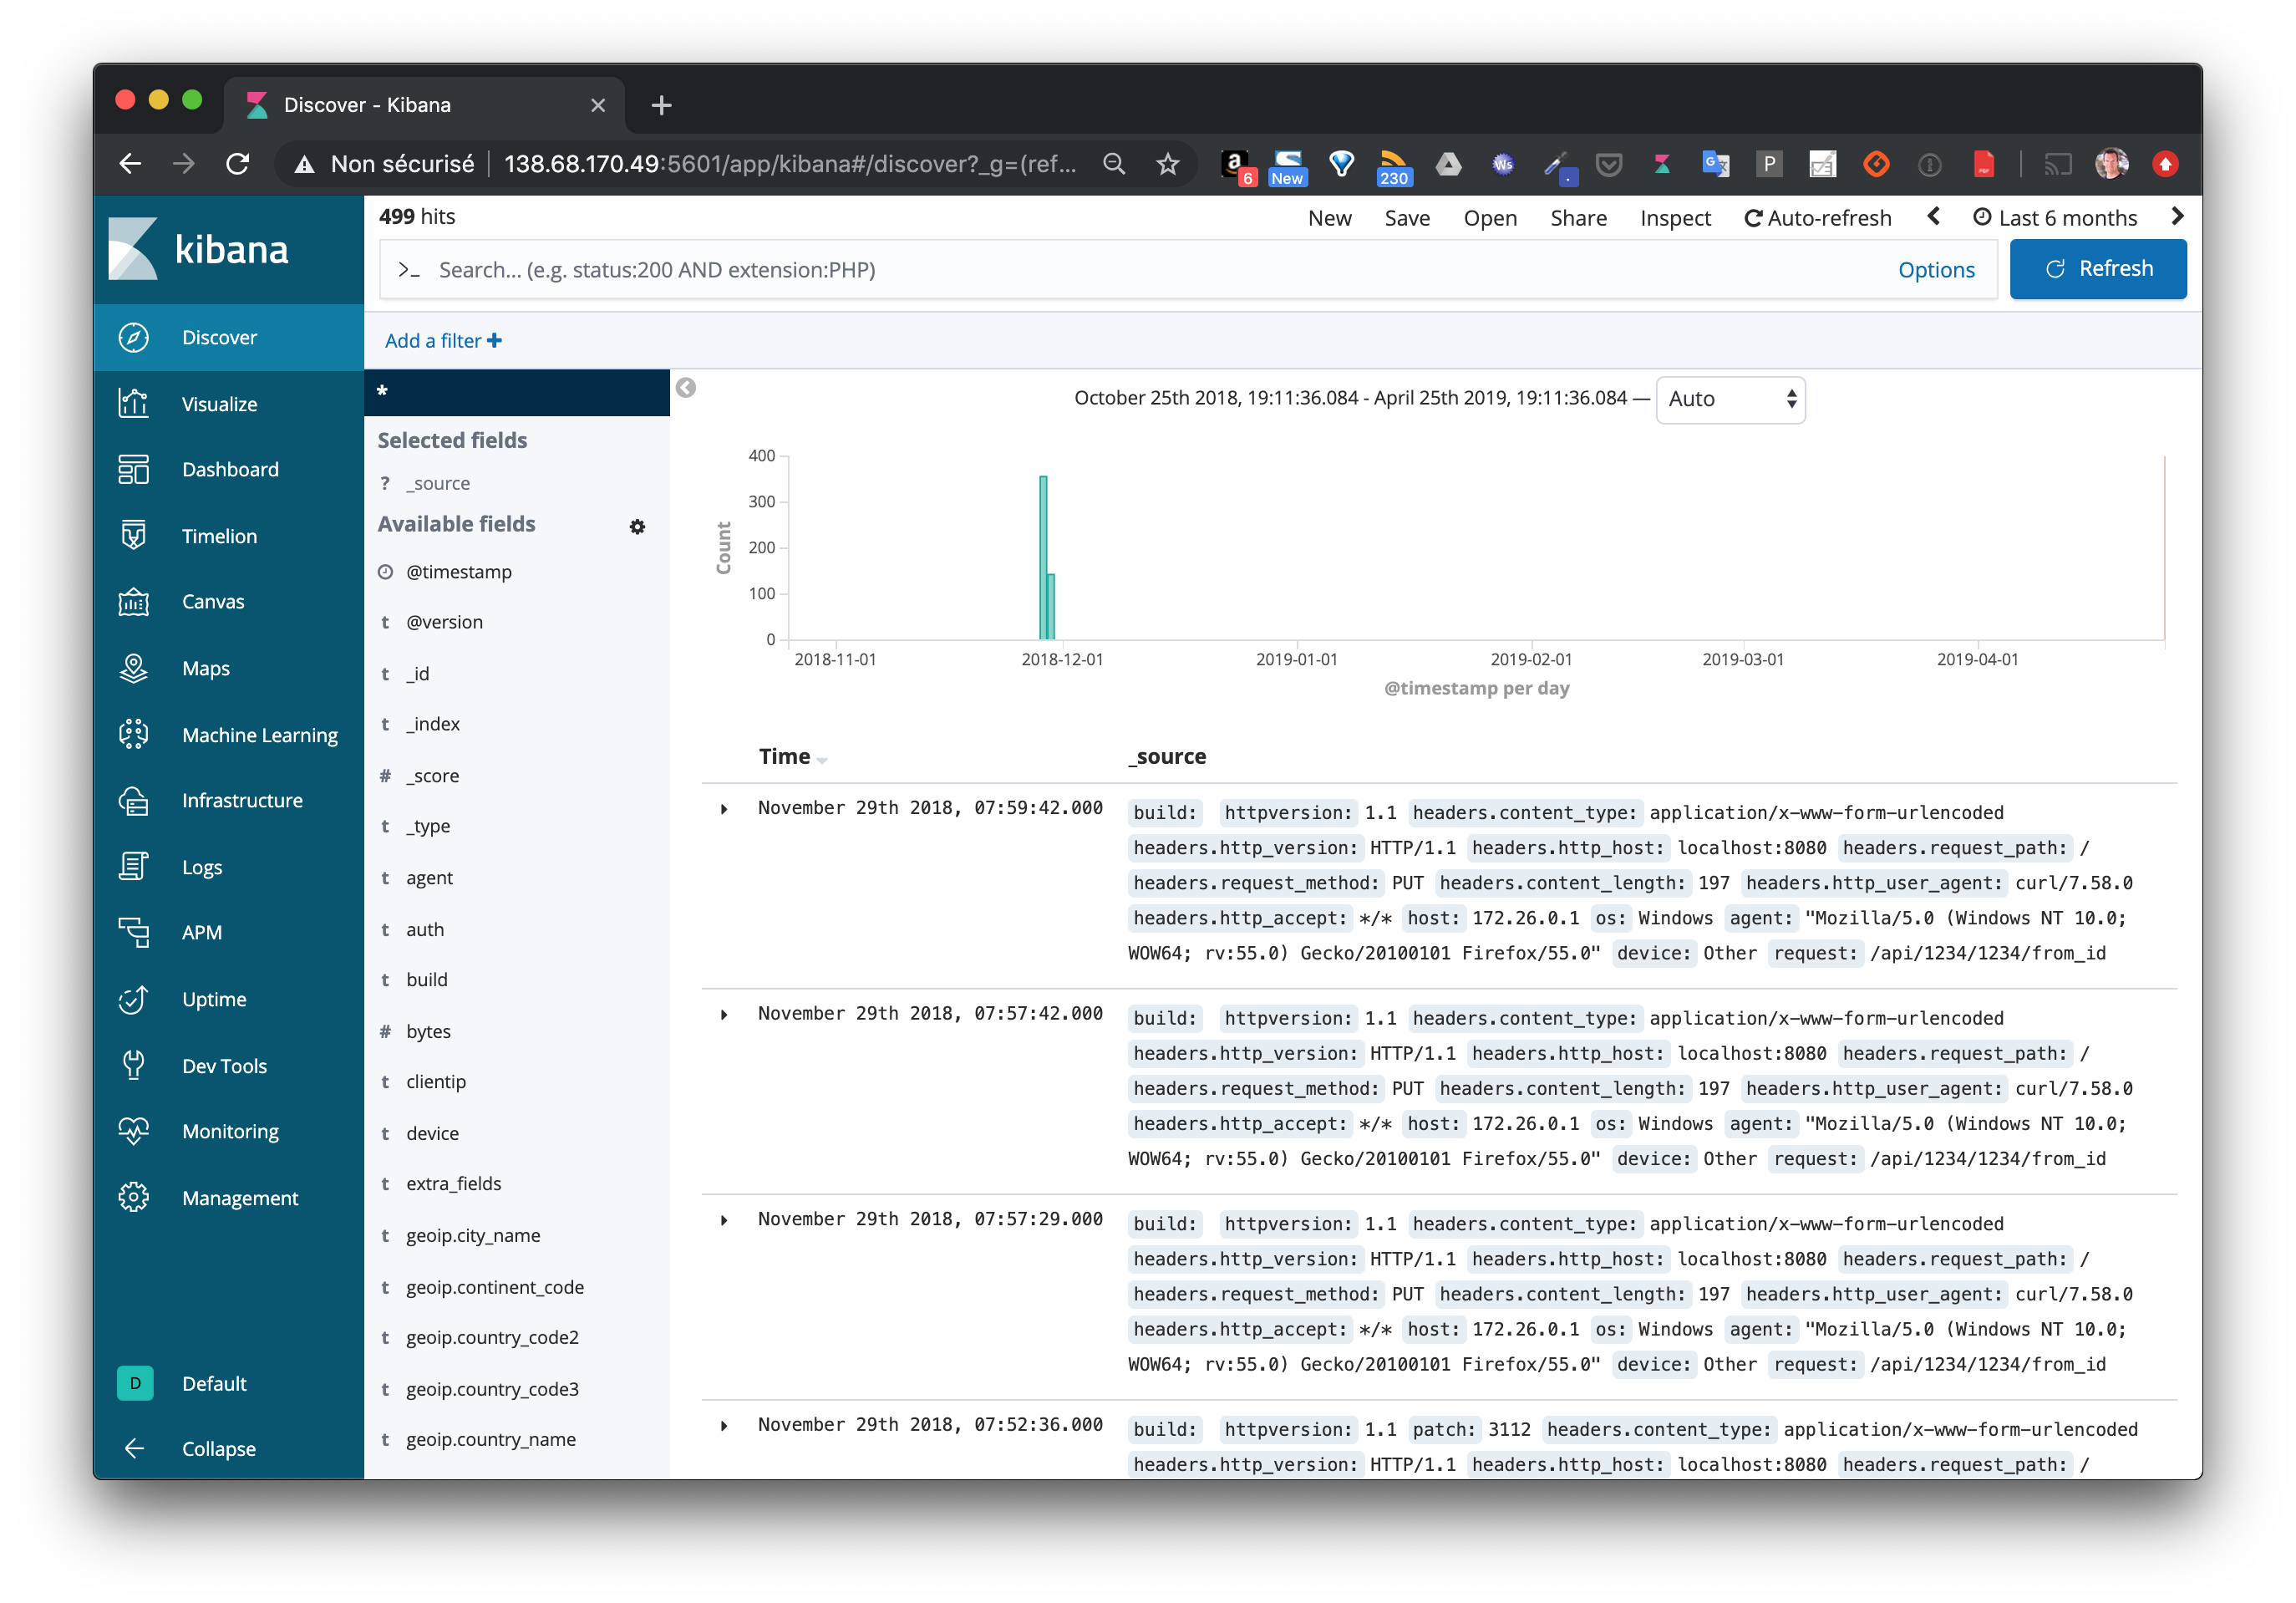 Discover - Kibana
Non sécurisé 138.68.170.49:5601/app/kibana#/discover?_g=(ref...
6 New 230 Ws P
kibana
Discover
Visualize
Dashboard
Timelion
Canvas
Maps
Machine Learning
Infrastructure
Logs
APM
Uptime
Dev Tools
Monitoring
Management
D Default
Collapse
499 hits
New Save Open Share Inspect Auto-refresh Last 6 months
>_ Search... (e.g. status:200 AND extension:PHP) Options Refresh
Add a filter +
*
Selected fields
? _source
Available fields
@timestamp
t @version
t _id
t _index
# _score
t _type
t agent
t auth
t build
# bytes
t clientip
t device
t extra_fields
t geoip.city_name
t geoip.continent_code
t geoip.country_code2
t geoip.country_code3
t geoip.country_name
October 25th 2018, 19:11:36.084 - April 25th 2019, 19:11:36.084 — Auto
Count
400
300
200
100
0
2018-11-01 2018-12-01 2019-01-01 2019-02-01 2019-03-01 2019-04-01
@timestamp per day
Time _source
November 29th 2018, 07:59:42.000 build: httpversion: 1.1 headers.content_type: application/x-www-form-urlencoded
headers.http_version: HTTP/1.1 headers.http_host: localhost:8080 headers.request_path: /
headers.request_method: PUT headers.content_length: 197 headers.http_user_agent: curl/7.58.0
headers.http_accept: */* host: 172.26.0.1 os: Windows agent: "Mozilla/5.0 (Windows NT 10.0;
WOW64; rv:55.0) Gecko/20100101 Firefox/55.0" device: Other request: /api/1234/1234/from_id
November 29th 2018, 07:57:42.000 build: httpversion: 1.1 headers.content_type: application/x-www-form-urlencoded
headers.http_version: HTTP/1.1 headers.http_host: localhost:8080 headers.request_path: /
headers.request_method: PUT headers.content_length: 197 headers.http_user_agent: curl/7.58.0
headers.http_accept: */* host: 172.26.0.1 os: Windows agent: "Mozilla/5.0 (Windows NT 10.0;
WOW64; rv:55.0) Gecko/20100101 Firefox/55.0" device: Other request: /api/1234/1234/from_id
November 29th 2018, 07:57:29.000 build: httpversion: 1.1 headers.content_type: application/x-www-form-urlencoded
headers.http_version: HTTP/1.1 headers.http_host: localhost:8080 headers.request_path: /
headers.request_method: PUT headers.content_length: 197 headers.http_user_agent: curl/7.58.0
headers.http_accept: */* host: 172.26.0.1 os: Windows agent: "Mozilla/5.0 (Windows NT 10.0;
WOW64; rv:55.0) Gecko/20100101 Firefox/55.0" device: Other request: /api/1234/1234/from_id
November 29th 2018, 07:52:36.000 build: httpversion: 1.1 patch: 3112 headers.content_type: application/x-www-form-urlencoded
headers.http_version: HTTP/1.1 headers.http_host: localhost:8080 headers.request_path: /